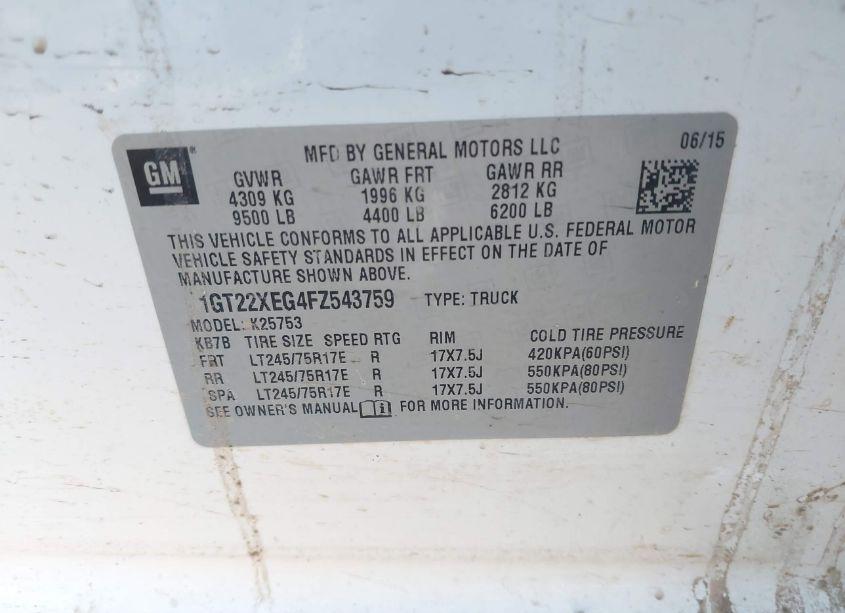 GM
MFD BY GENERAL MOTORS LLC 06/15
GVWR GAWR FRT GAWR RR
4309 KG 1996 KG 2812 KG
9500 LB 4400 LB 6200 LB
THIS VEHICLE CONFORMS TO ALL APPLICABLE U.S. FEDERAL MOTOR
VEHICLE SAFETY STANDARDS IN EFFECT ON THE DATE OF
MANUFACTURE SHOWN ABOVE.
1GT22XEG4FZ543759 TYPE: TRUCK
MODEL: K25753
KB7B TIRE SIZE SPEED RTG RIM COLD TIRE PRESSURE
FRT LT245/75R17E R 17X7.5J 420KPA(60PSI)
RR LT245/75R17E R 17X7.5J 550KPA(80PSI)
SPA LT245/75R17E R 17X7.5J 550KPA(80PSI)
SEE OWNER'S MANUAL FOR MORE INFORMATION.